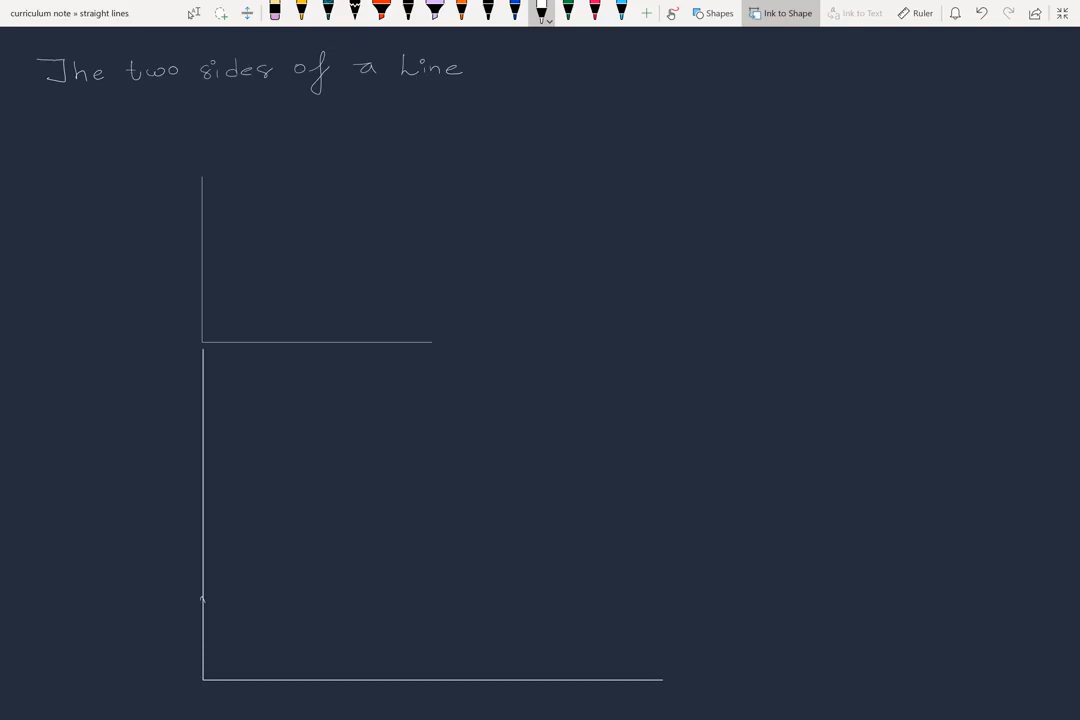 curriculum note » straight lines
Shapes
Ink to Shape
Ink to Text
Ruler
The two sides of a Line